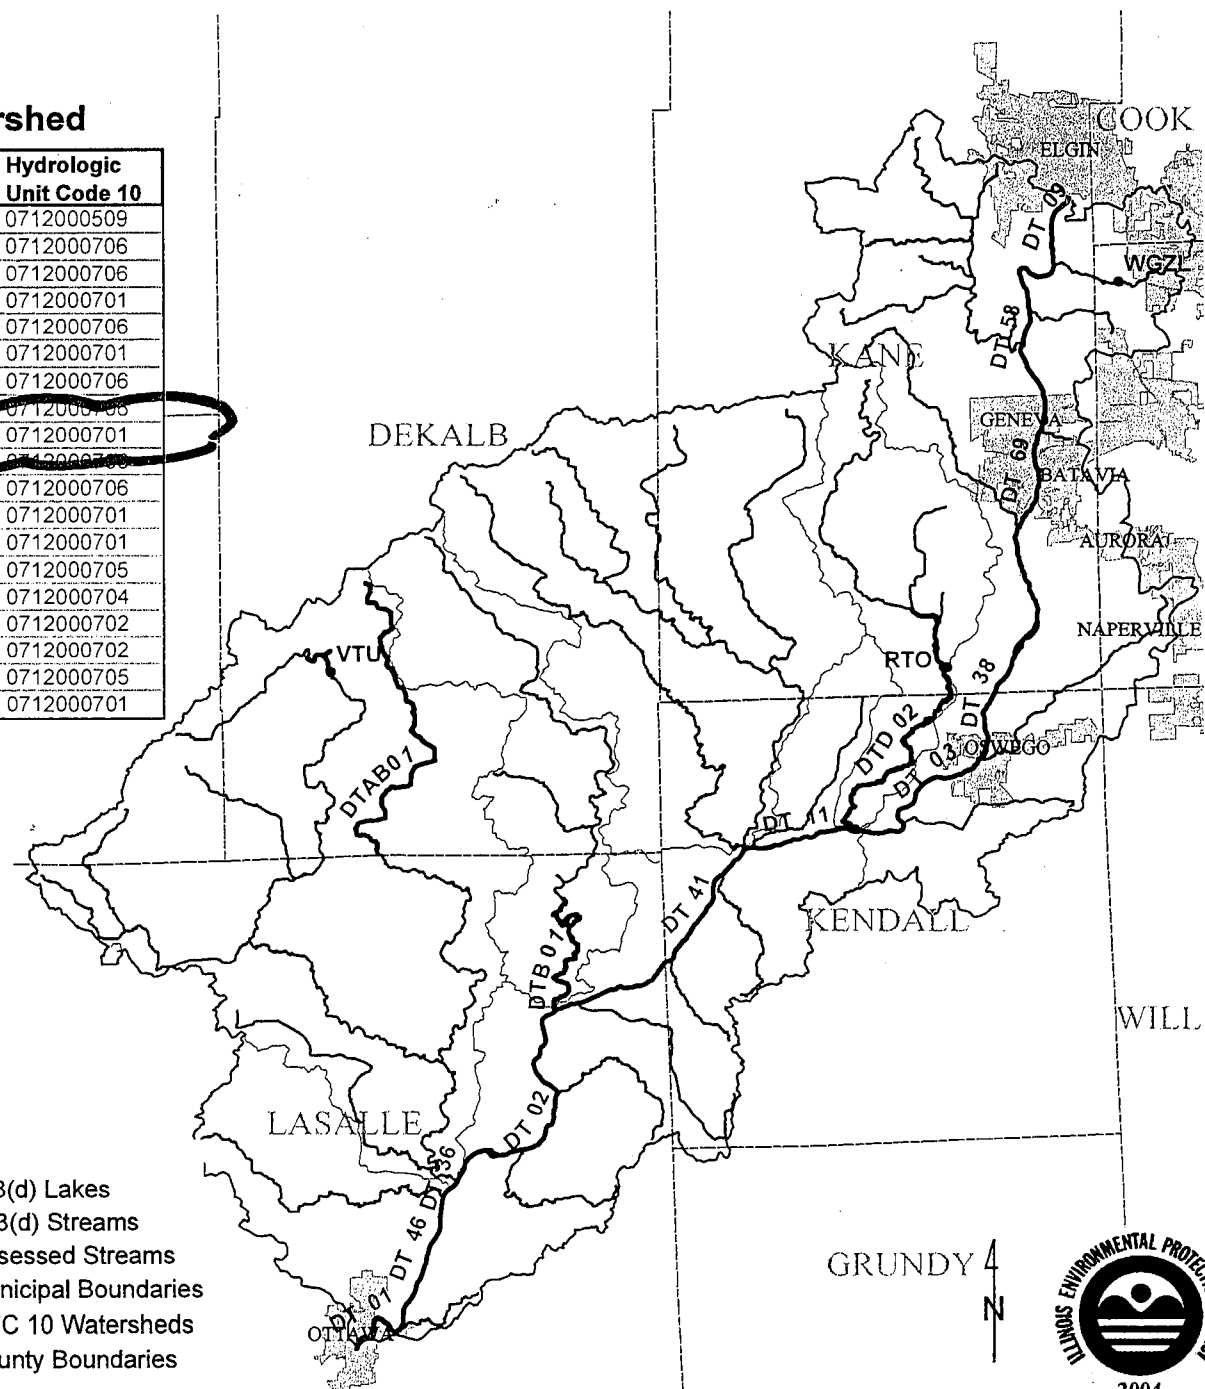 rshed
Hydrologic
Unit Code 10
0712000509
0712000706
0712000706
0712000701
0712000706
0712000701
0712000706
0712000701
0712000706
0712000701
0712000701
0712000705
0712000704
0712000702
0712000702
0712000705
0712000701
COOK
ELGIN
DT 09
WGZL
DT 58
KANE
GENEVA
DEKALB
DT 69
BATAVIA
AURORA
NAPERVILLE
VTU
RTO
DT 38
DTD 02
OSWEGO
DT 03
DTAB01
DT 11
DT 41
KENDALL
DTB 01
WILL
LASALLE
DT 02
DT 36
3(d) Lakes
3(d) Streams
sessed Streams
nicipal Boundaries
C 10 Watersheds
unty Boundaries
DT 46
DT 01
OTTAWA
GRUNDY
N
ILLINOIS ENVIRONMENTAL PROTEC
2004